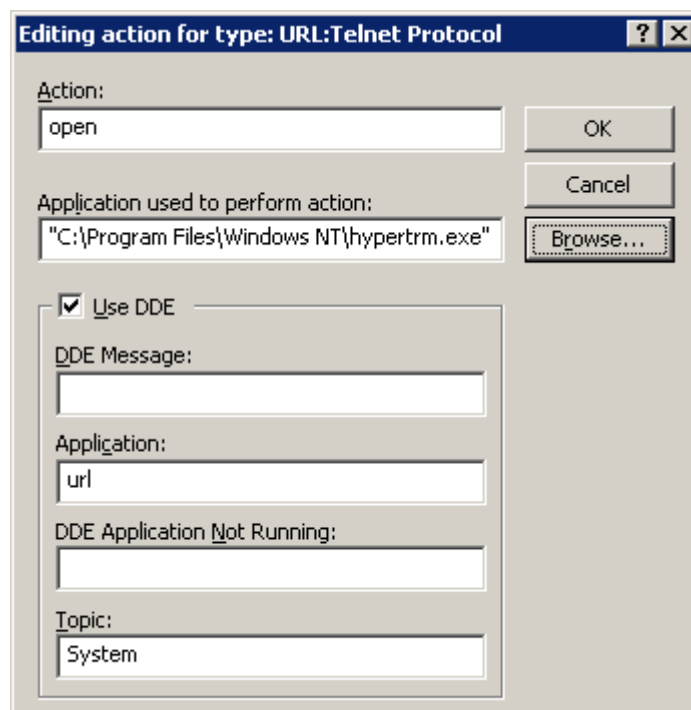 Editing action for type: URL:Telnet Protocol
Action:
open
OK
Cancel
Application used to perform action:
"C:\Program Files\Windows NT\hypertrm.exe"
Browse...
Use DDE
DDE Message:
Application:
url
DDE Application Not Running:
Topic:
System